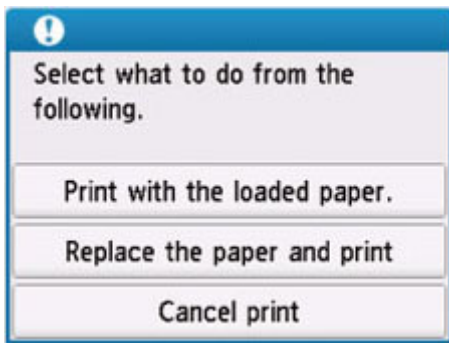 Select what to do from the
following.
Print with the loaded paper.
Replace the paper and print
Cancel print